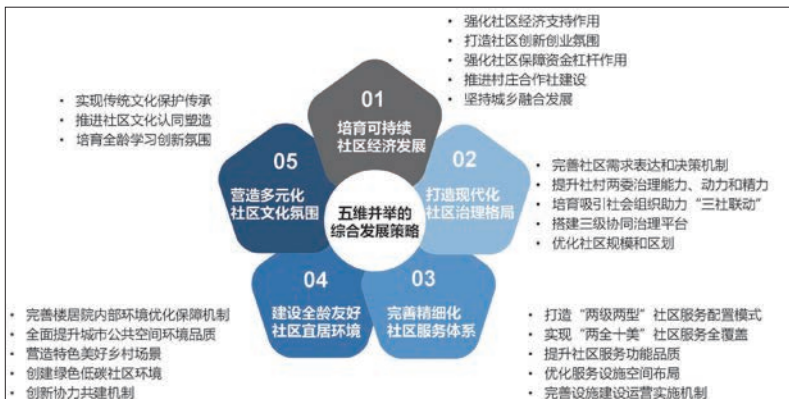 五维并举的
综合发展策略
01
培育可持续
社区经济发展
强化社区经济支持作用
打造社区创新创业氛围
强化社区保障资金杠杆作用
推进村庄合作社建设
坚持城乡融合发展
02
打造现代化
社区治理格局
完善社区需求表达和决策机制
提升社村两委治理能力、动力和精力
培育吸引社会组织助力“三社联动”
搭建三级协同治理平台
优化社区规模和区划
03
完善精细化
社区服务体系
打造“两级两型”社区服务配置模式
实现“两全十美”社区服务全覆盖
提升社区服务功能品质
优化服务设施空间布局
完善设施建设运营实施机制
04
建设全龄友好
社区宜居环境
完善楼居院内部环境优化保障机制
全面提升城市公共空间环境品质
营造特色美好乡村场景
创建绿色低碳社区环境
创新协力共建机制
05
营造多元化
社区文化氛围
实现传统文化保护传承
推进社区文化认同塑造
培育全龄学习创新氛围